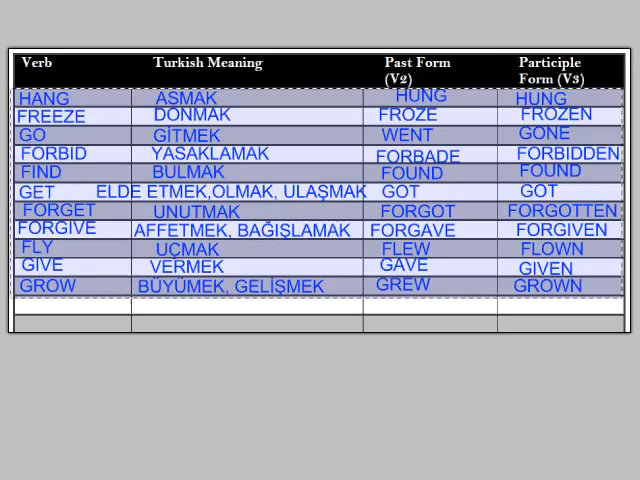 Verb Turkish Meaning Past Form (V2) Participle Form (V3)
HANG ASMAK HUNG HUNG
FREEZE DONMAK FROZE FROZEN
GO GİTMEK WENT GONE
FORBID YASAKLAMAK FORBADE FORBIDDEN
FIND BULMAK FOUND FOUND
GET ELDE ETMEK,OLMAK, ULAŞMAK GOT GOT
FORGET UNUTMAK FORGOT FORGOTTEN
FORGIVE AFFETMEK, BAĞIŞLAMAK FORGAVE FORGIVEN
FLY UÇMAK FLEW FLOWN
GIVE VERMEK GAVE GIVEN
GROW BÜYÜMEK, GELİŞMEK GREW GROWN